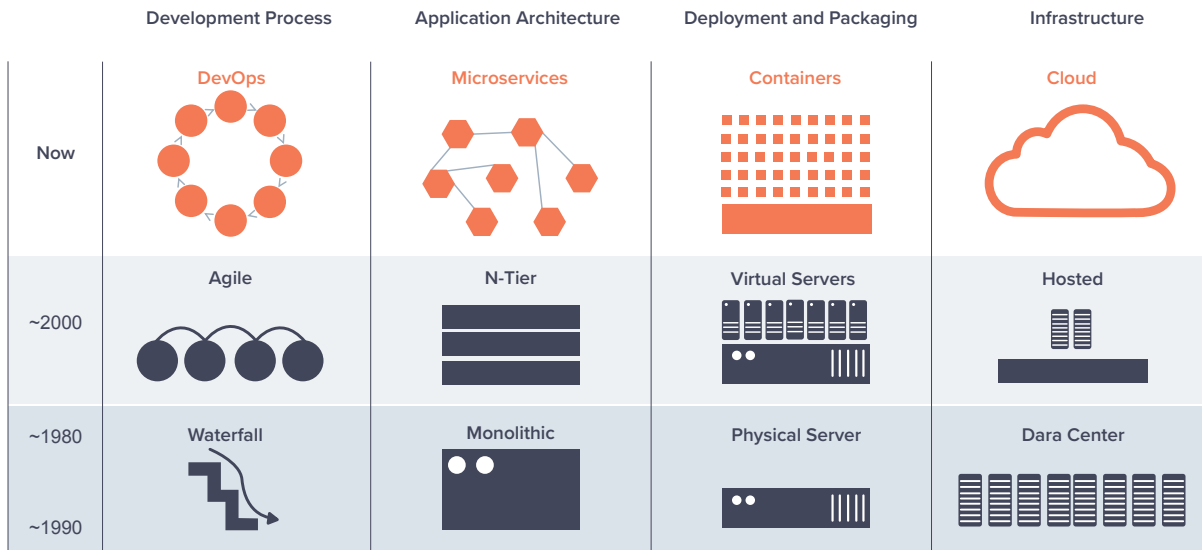 Development Process
Application Architecture
Deployment and Packaging
Infrastructure
Now
DevOps
Microservices
Containers
Cloud
~2000
Agile
N-Tier
Virtual Servers
Hosted
~1980
Waterfall
Monolithic
Physical Server
Dara Center
~1990